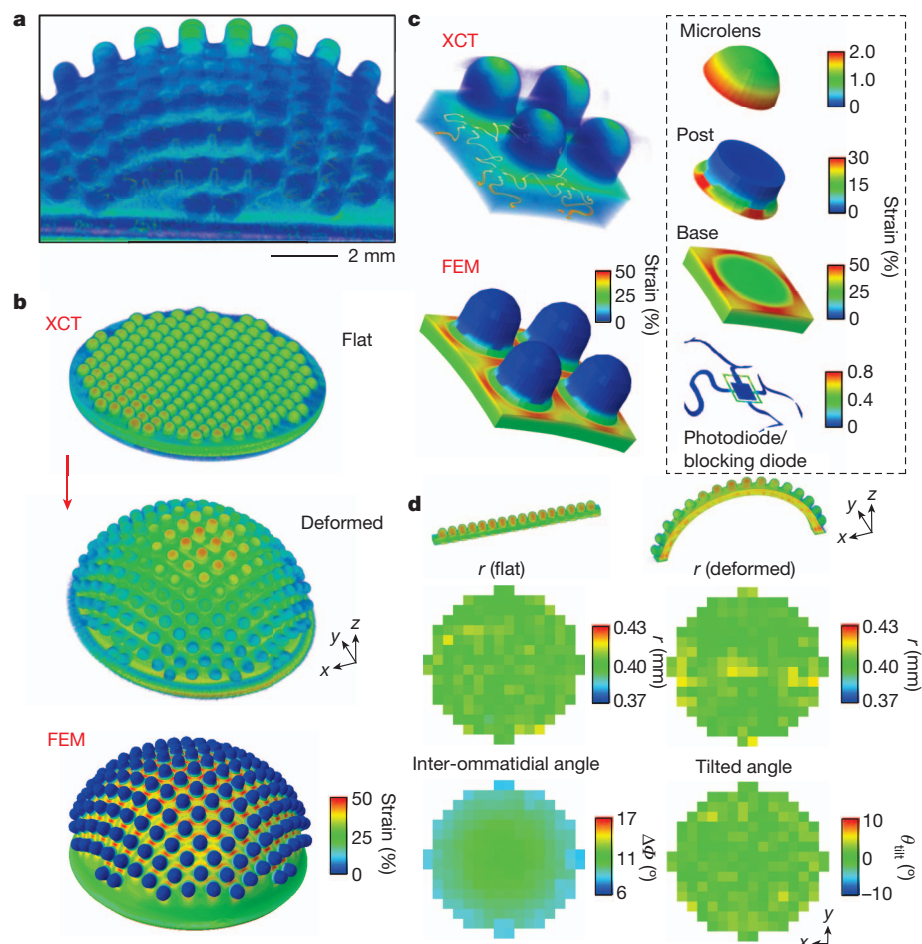 a
2 mm
b
XCT
Flat
Deformed
z
y
x
FEM
50
25
0
Strain (%)
c
XCT
FEM
50
25
0
Strain (%)
Microlens
2.0
1.0
0
Post
30
15
0
Base
50
25
0
Strain (%)
0.8
0.4
0
Photodiode/
blocking diode
d
z
y
x
r (flat)
0.43
0.40
0.37
r (mm)
r (deformed)
0.43
0.40
0.37
r (mm)
Inter-ommatidial angle
17
11
6
ΔΦ (°)
Tilted angle
10
0
−10
θtilt (°)
y
x